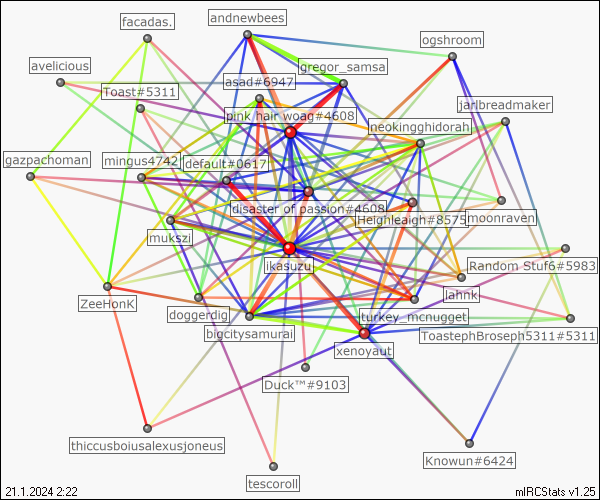 andnewbees
facadas.
ogshroom
avelicious
gregor_samsa
asad#6947
Toast#5311
jarlbreadmaker
pink hair woag#4608
neokingghidorah
gazpachoman
mingus4742
default#0617
disaster of passion#4608
Heighleaigh#8575
moonraven
mukszi
ikasuzu
Random Stuf6#5983
lahnk
ZeeHonK
doggerdig
turkey_mcnugget
bigcitysamurai
ToastephBroseph5311#5311
xenoyaut
Duck™#9103
thiccusboiusalexusjoneus
Knowun#6424
tescoroll
21.1.2024 2:22
mIRCStats v1.25